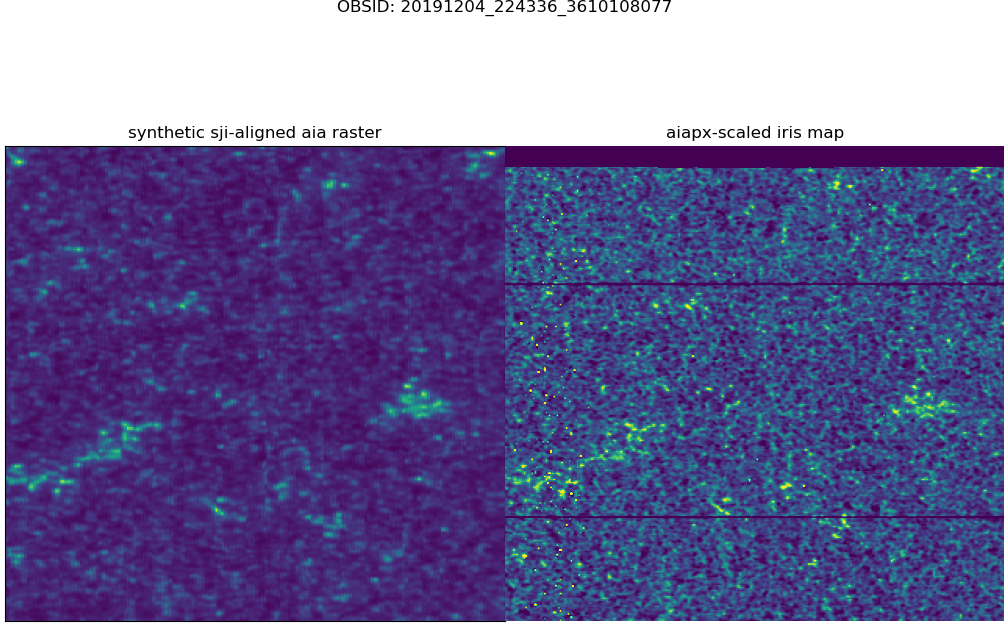 OBSID: 20191204_224336_3610108077
synthetic sji-aligned aia raster
aiapx-scaled iris map